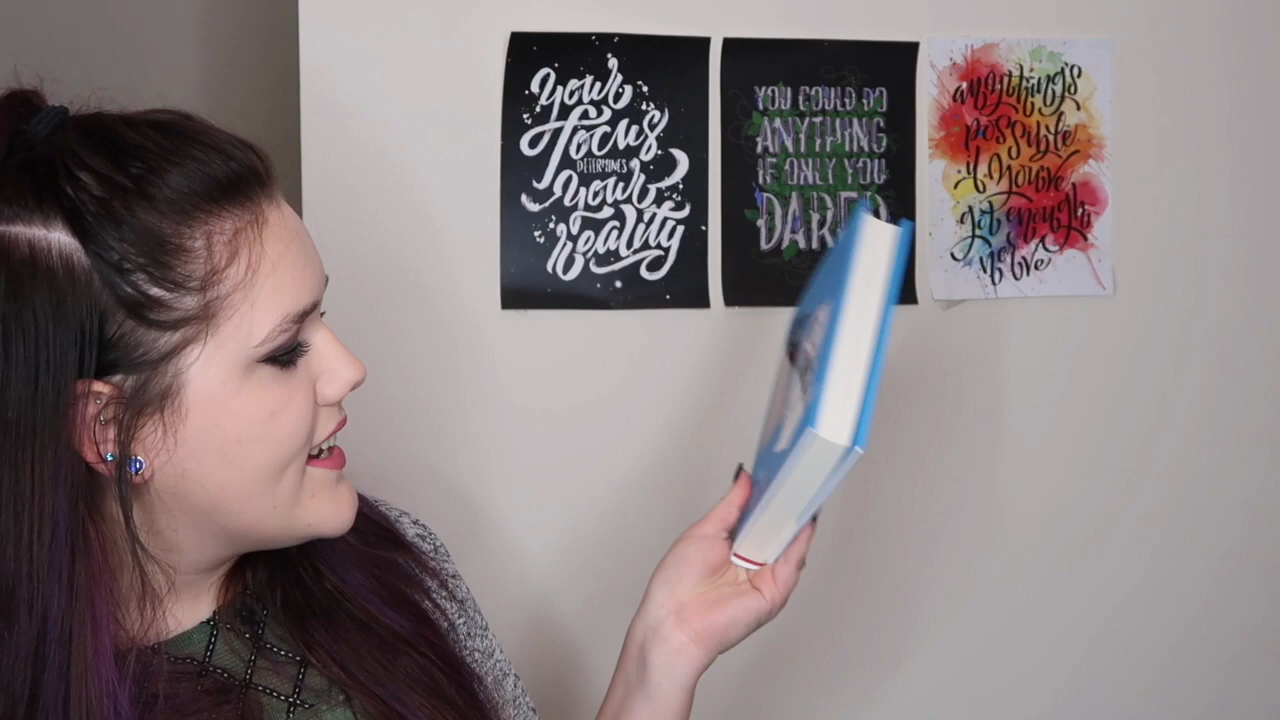 your
focus
DETERMINES
your
reality
YOU COULD DO
ANYTHING
IF ONLY YOU
DARED
anything's
possible
if you've
got enough
nerve